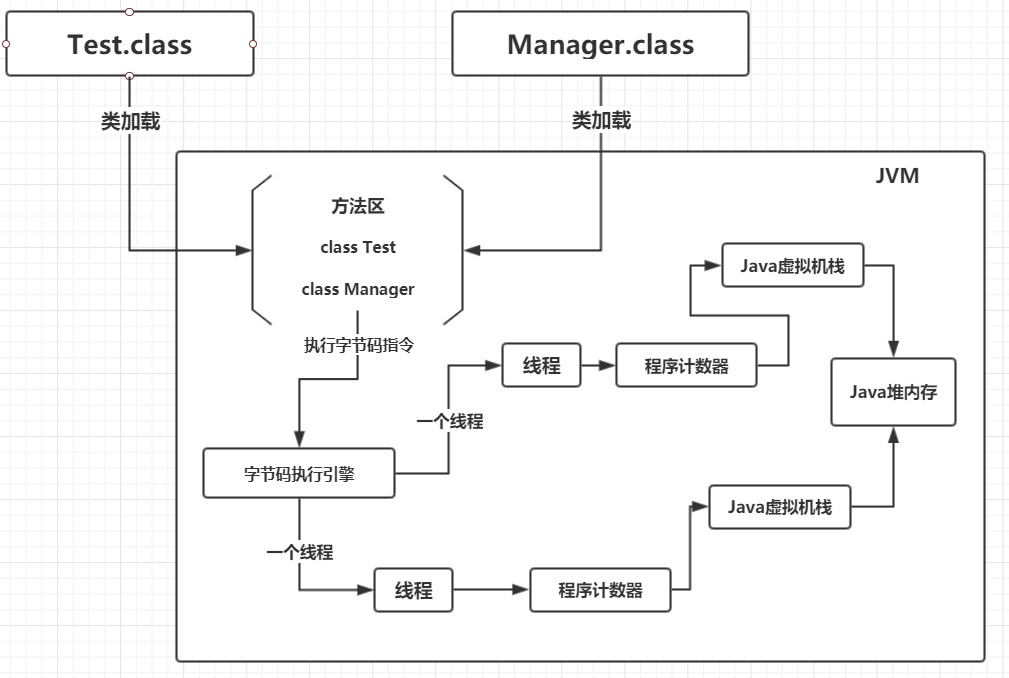 Test.class
Manager.class
类加载
类加载
JVM
方法区
class Test
class Manager
Java虚拟机栈
执行字节码指令
线程
程序计数器
Java堆内存
一个线程
字节码执行引擎
Java虚拟机栈
一个线程
线程
程序计数器